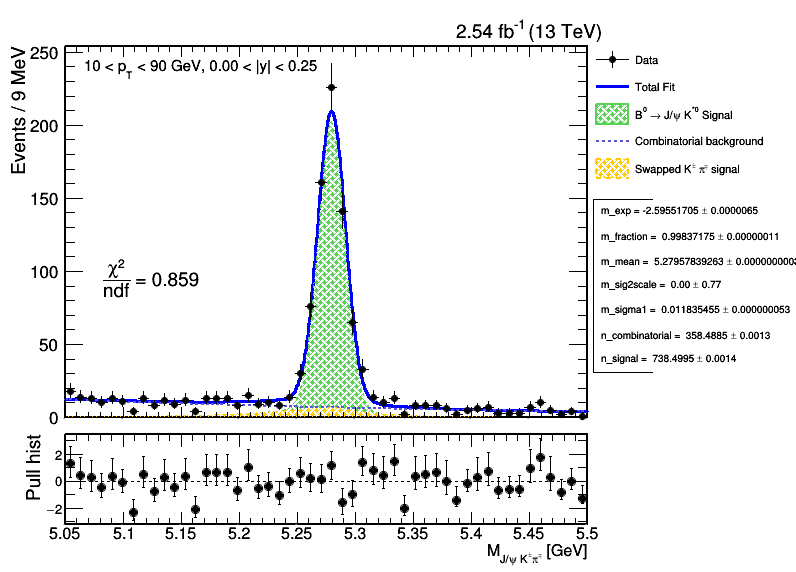 2.54 fb⁻¹ (13 TeV)
Events / 9 MeV
10 < p_T < 90 GeV, 0.00 < |y| < 0.25
250
200
150
100
50
0
χ²/ndf = 0.859
Data
Total Fit
B⁰ → J/ψ K*⁰ Signal
Combinatorial background
Swapped K± π∓ signal
m_exp = -2.59551705 ± 0.0000065
m_fraction = 0.99837175 ± 0.00000011
m_mean = 5.27957839263 ± 0.000000000
m_sig2scale = 0.00 ± 0.77
m_sigma1 = 0.011835455 ± 0.000000053
n_combinatorial = 358.4885 ± 0.0013
n_signal = 738.4995 ± 0.0014
Pull hist
2
0
−2
5.05 5.1 5.15 5.2 5.25 5.3 5.35 5.4 5.45 5.5
M_J/ψ K± π∓ [GeV]